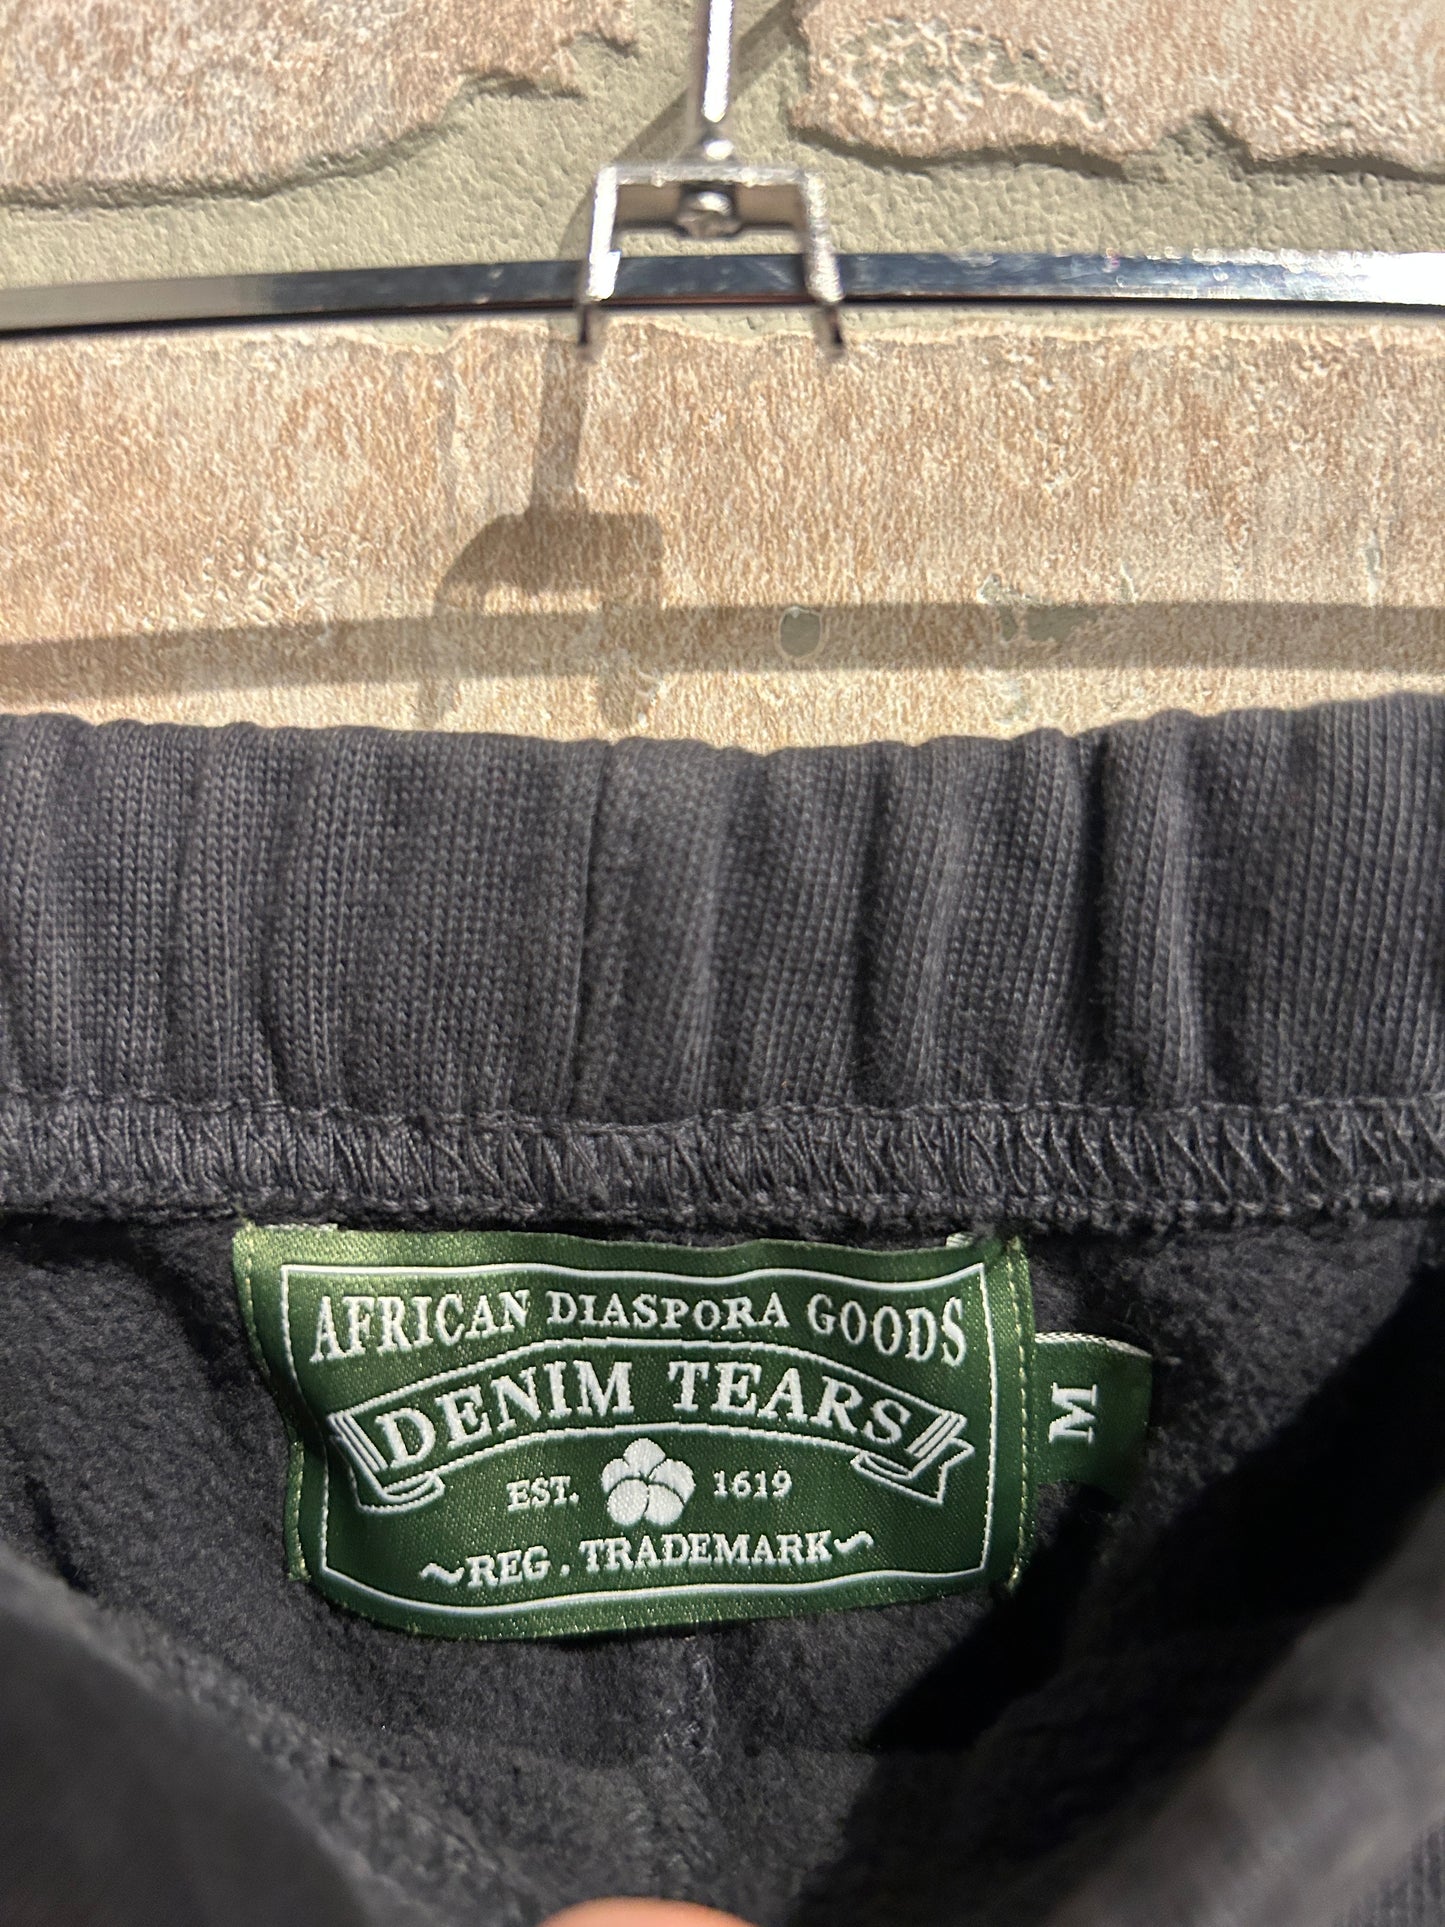 AFRICAN DIASPORA GOODS
DENIM TEARS
EST. 1619
~REG. TRADEMARK~
M